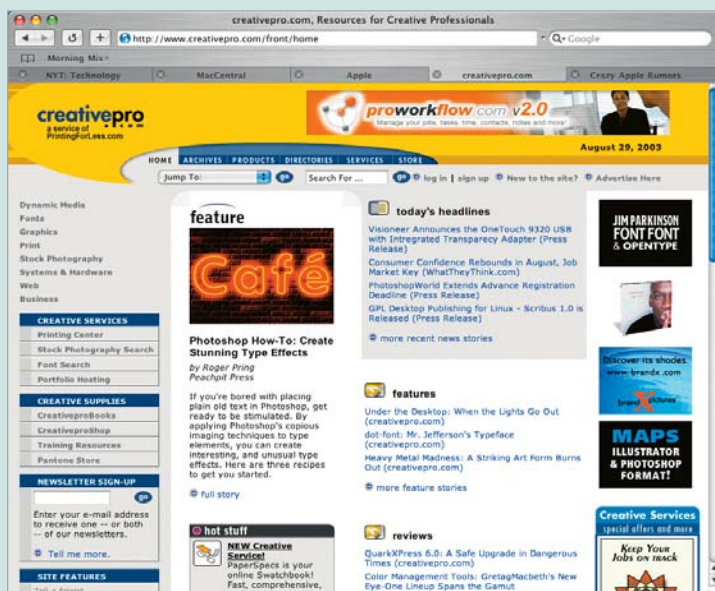 creativepro.com, Resources for Creative Professionals
http://www.creativepro.com/front/home
Google
Morning Mix
NYT: Technology
MacCentral
Apple
creativepro.com
Crazy Apple Rumors
creativepro
.com
a service of
PrintingForLess.com
proworkflow.com v2.0
Manage your jobs, tasks, time, contacts, notes and more!
August 29, 2003
HOME ARCHIVES PRODUCTS DIRECTORIES SERVICES STORE
Jump To:
go
Search For ...
go
log in | sign up
New to the site?
Advertise Here
Dynamic Media
Fonts
Graphics
Print
Stock Photography
Systems & Hardware
Web
Business
CREATIVE SERVICES
Printing Center
Stock Photography Search
Font Search
Portfolio Hosting
CREATIVE SUPPLIES
CreativeproBooks
CreativeproShop
Training Resources
Pantone Store
NEWSLETTER SIGN-UP
go
Enter your e-mail address
to receive one -- or both
-- of our newsletters.
Tell me more.
SITE FEATURES
Tell a friend
feature
Café
Photoshop How-To: Create
Stunning Type Effects
by Roger Pring
Peachpit Press
If you're bored with placing
plain old text in Photoshop, get
ready to be stimulated. By
applying Photoshop's copious
imaging techniques to type
elements, you can create
interesting, and unusual type
effects. Here are three recipes
to get you started.
full story
hot stuff
NEW Creative
Service!
PaperSpecs is your
online Swatchbook!
Fast, comprehensive,
today's headlines
Visioneer Announces the OneTouch 9320 USB
with Intregrated Transparecy Adapter (Press
Release)
Consumer Confidence Rebounds in August, Job
Market Key (WhatTheyThink.com)
PhotoshopWorld Extends Advance Registration
Deadline (Press Release)
GPL Desktop Publishing for Linux - Scribus 1.0 is
Released (Press Release)
more recent news stories
features
Under the Desktop: When the Lights Go Out
(creativepro.com)
dot-font: Mr. Jefferson's Typeface
(creativepro.com)
Heavy Metal Madness: A Striking Art Form Burns
Out (creativepro.com)
more feature stories
reviews
QuarkXPress 6.0: A Safe Upgrade in Dangerous
Times (creativepro.com)
Color Management Tools: GretagMacbeth's New
Eye-One Lineup Spans the Gamut
JIM PARKINSON
FONT FONT
& OPENTYPE
Discover its shades
www.brandx.com
brand X pictures
MAPS
ILLUSTRATOR
& PHOTOSHOP
FORMAT!
Creative Services
special offers and more
KEEP YOUR
JOBS ON TRACK